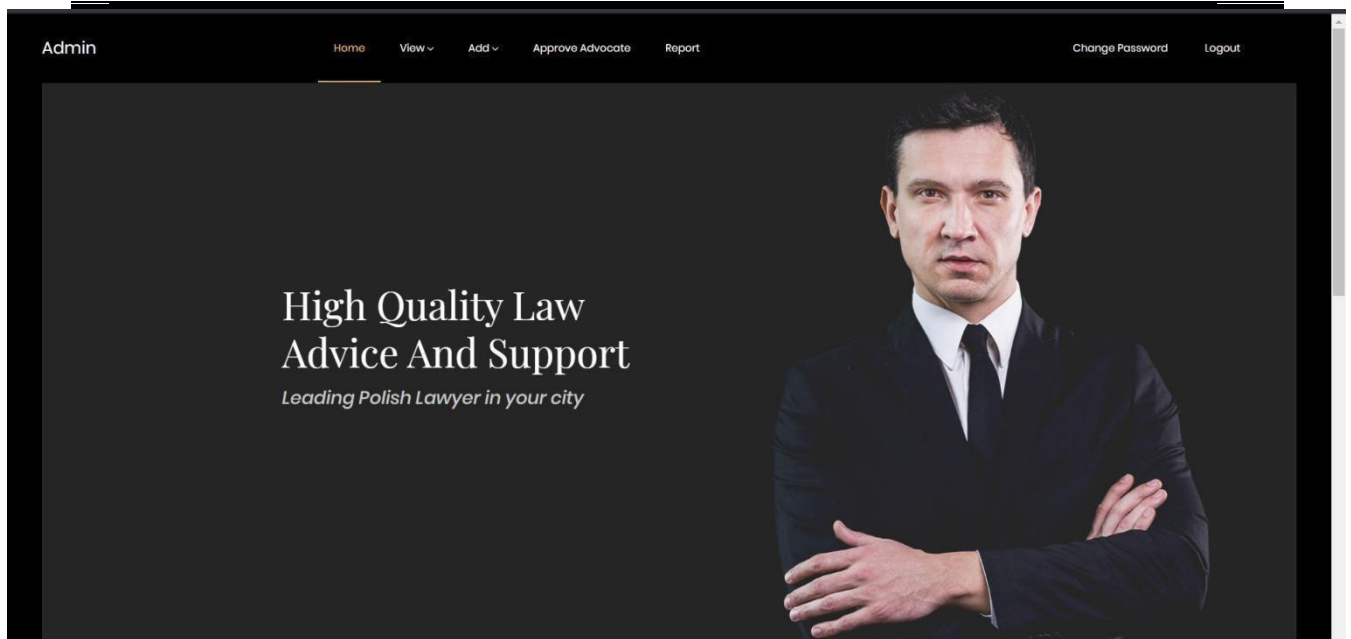 Admin
Home
View
Add
Approve Advocate
Report
Change Password
Logout
High Quality Law
Advice And Support
Leading Polish Lawyer in your city